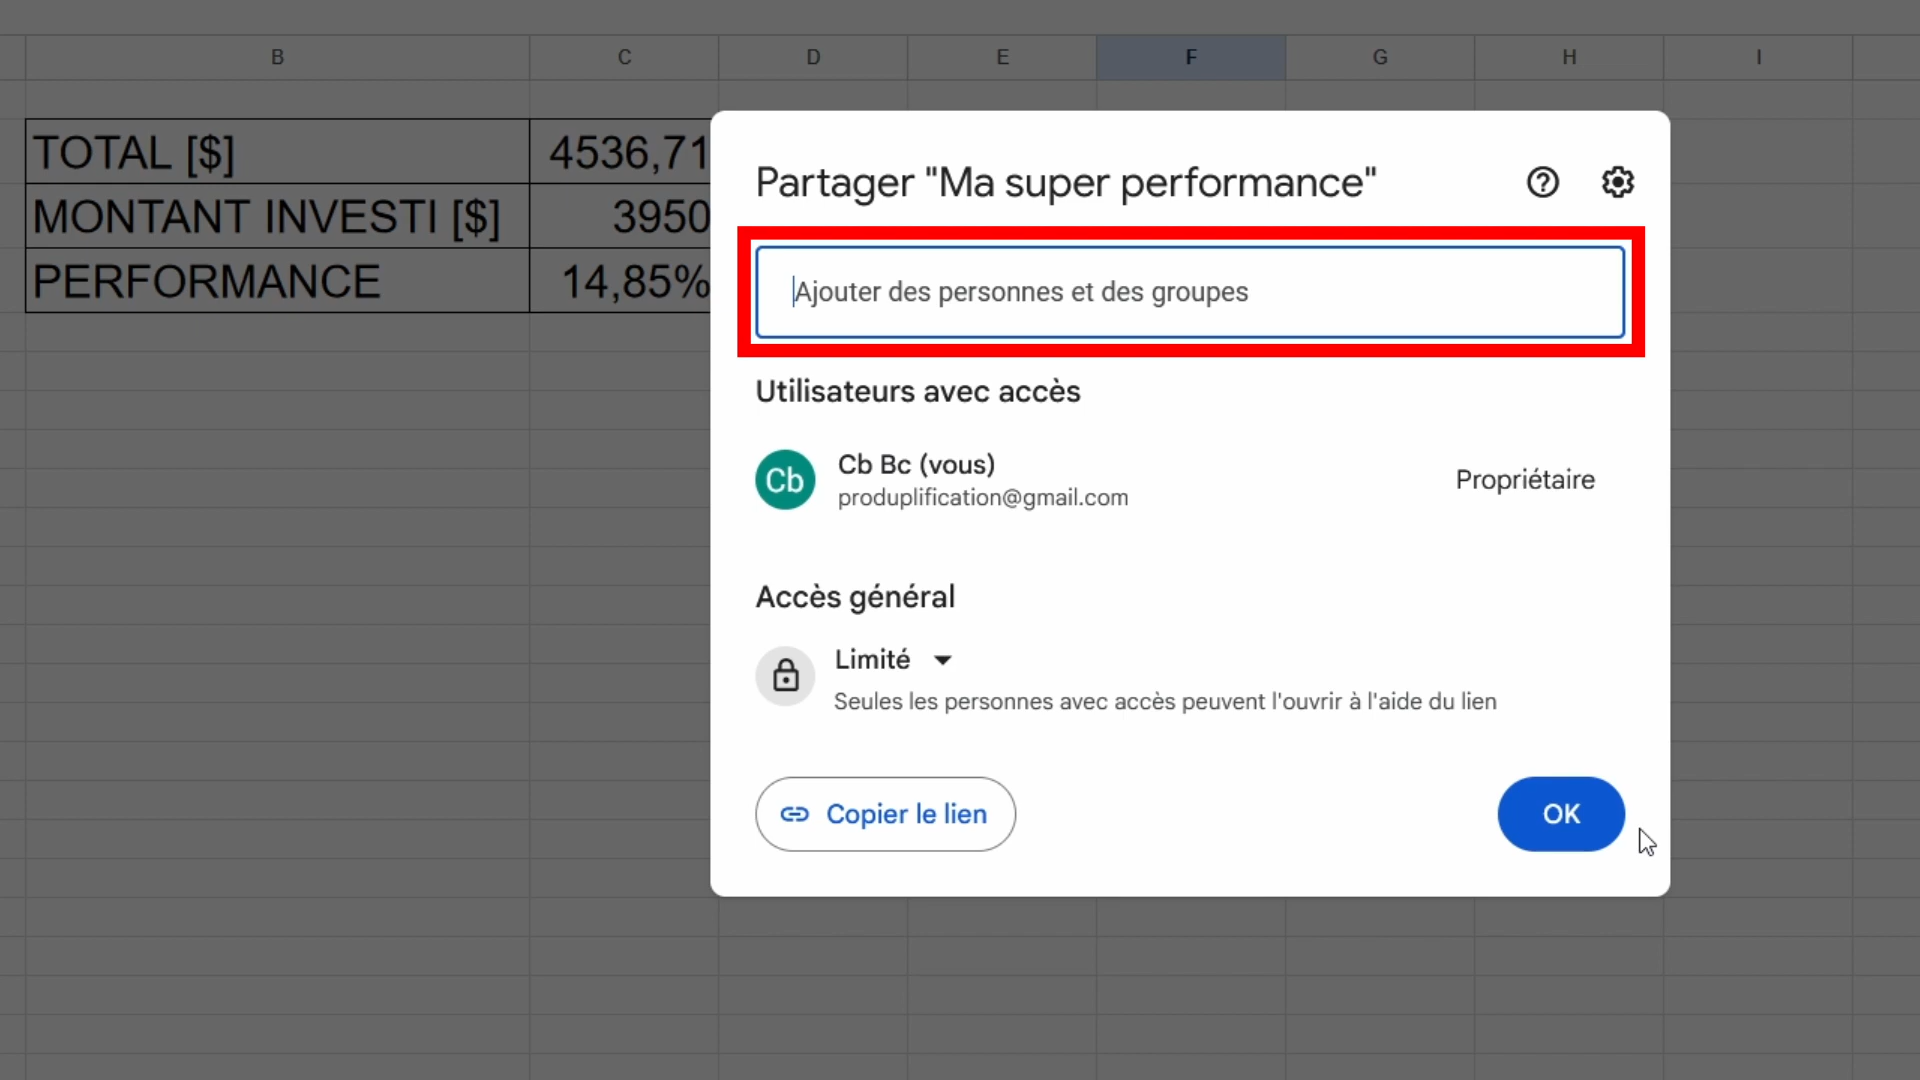 B C D E F G H I
TOTAL [$] 4536,71
MONTANT INVESTI [$] 3950
PERFORMANCE 14,85%
Partager "Ma super performance"
Ajouter des personnes et des groupes
Utilisateurs avec accès
Cb
Cb Bc (vous)
produplification@gmail.com
Propriétaire
Accès général
Limité
Seules les personnes avec accès peuvent l'ouvrir à l'aide du lien
Copier le lien
OK